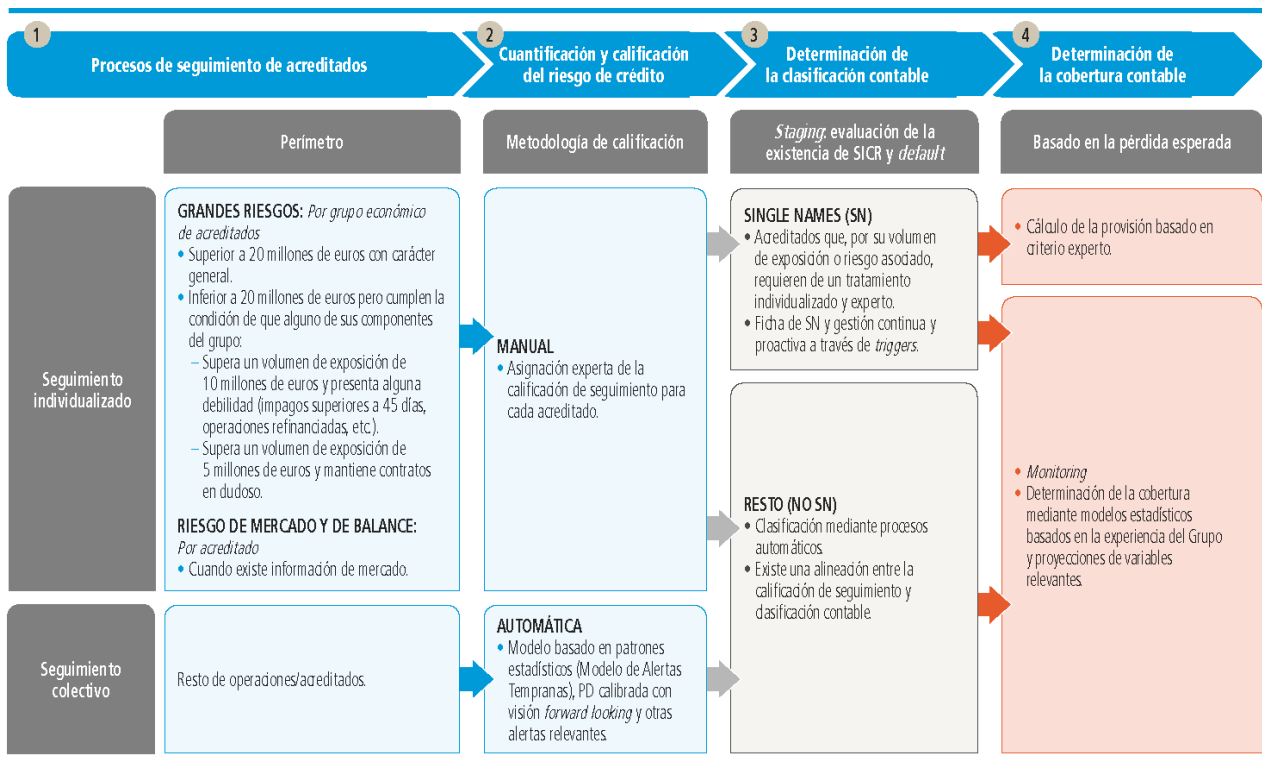 1
Procesos de seguimiento de acreditados
2
Cuantificación y calificación
del riesgo de crédito
3
Determinación de
la clasificación contable
4
Determinación de
la cobertura contable
Perímetro
Metodología de calificación
Staging: evaluación de la
existencia de SICR y default
Basado en la pérdida esperada
Seguimiento
individualizado
GRANDES RIESGOS: Por grupo económico
de acreditados
• Superior a 20 millones de euros con carácter
general.
• Inferior a 20 millones de euros pero cumplen la
condición de que alguno de sus componentes
del grupo:
– Supera un volumen de exposición de
10 millones de euros y presenta alguna
debilidad (impagos superiores a 45 días,
operaciones refinanciadas, etc.).
– Supera un volumen de exposición de
5 millones de euros y mantiene contratos
en dudoso.
RIESGO DE MERCADO Y DE BALANCE:
Por acreditado
• Cuando existe información de mercado.
MANUAL
• Asignación experta de la
calificación de seguimiento para
cada acreditado.
SINGLE NAMES (SN)
• Acreditados que, por su volumen
de exposición o riesgo asociado,
requieren de un tratamiento
individualizado y experto.
• Ficha de SN y gestión continua y
proactiva a través de triggers.
• Cálculo de la provisión basado en
criterio experto.
RESTO (NO SN)
• Clasificación mediante procesos
automáticos.
• Existe una alineación entre la
calificación de seguimiento y
clasificación contable.
• Monitoring
• Determinación de la cobertura
mediante modelos estadísticos
basados en la experiencia del Grupo
y proyecciones de variables
relevantes.
Seguimiento
colectivo
Resto de operaciones/acreditados.
AUTOMÁTICA
• Modelo basado en patrones
estadísticos (Modelo de Alertas
Tempranas), PD calibrada con
visión forward looking y otras
alertas relevantes.